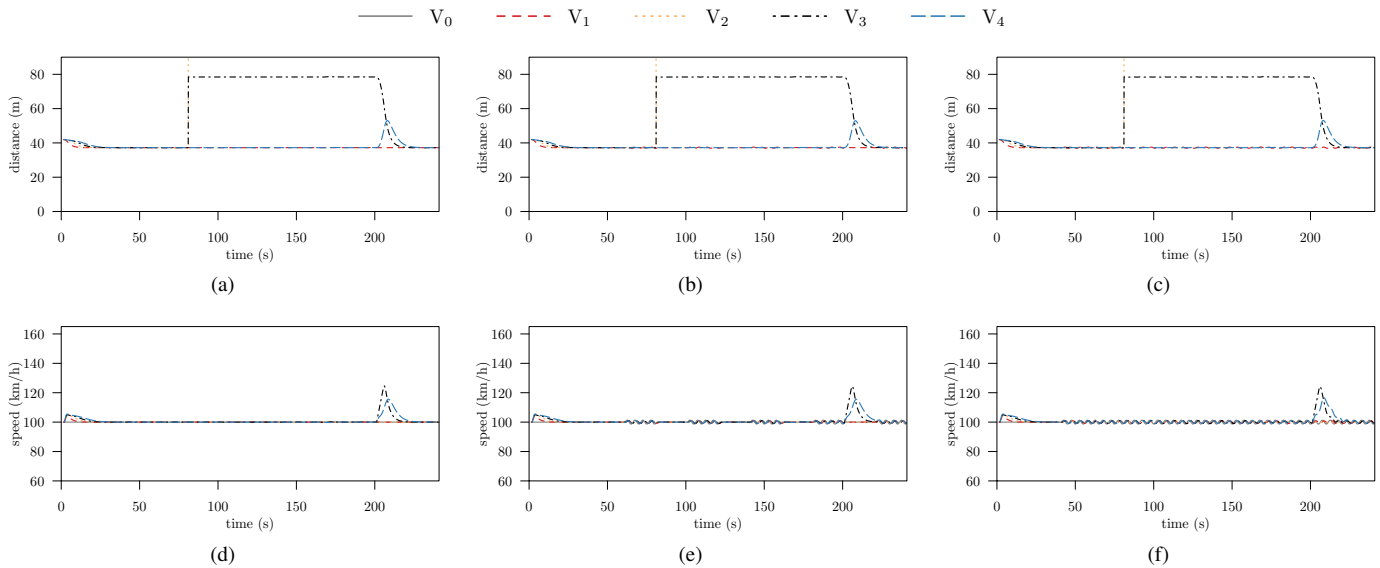 V0 V1 V2 V3 V4
80 80 80
60 60 60
40 40 40
20 20 20
0 0 0
distance (m) distance (m) distance (m)
0 50 100 150 200 0 50 100 150 200 0 50 100 150 200
time (s) time (s) time (s)
(a) (b) (c)
160 160 160
140 140 140
120 120 120
100 100 100
80 80 80
60 60 60
speed (km/h) speed (km/h) speed (km/h)
0 50 100 150 200 0 50 100 150 200 0 50 100 150 200
time (s) time (s) time (s)
(d) (e) (f)